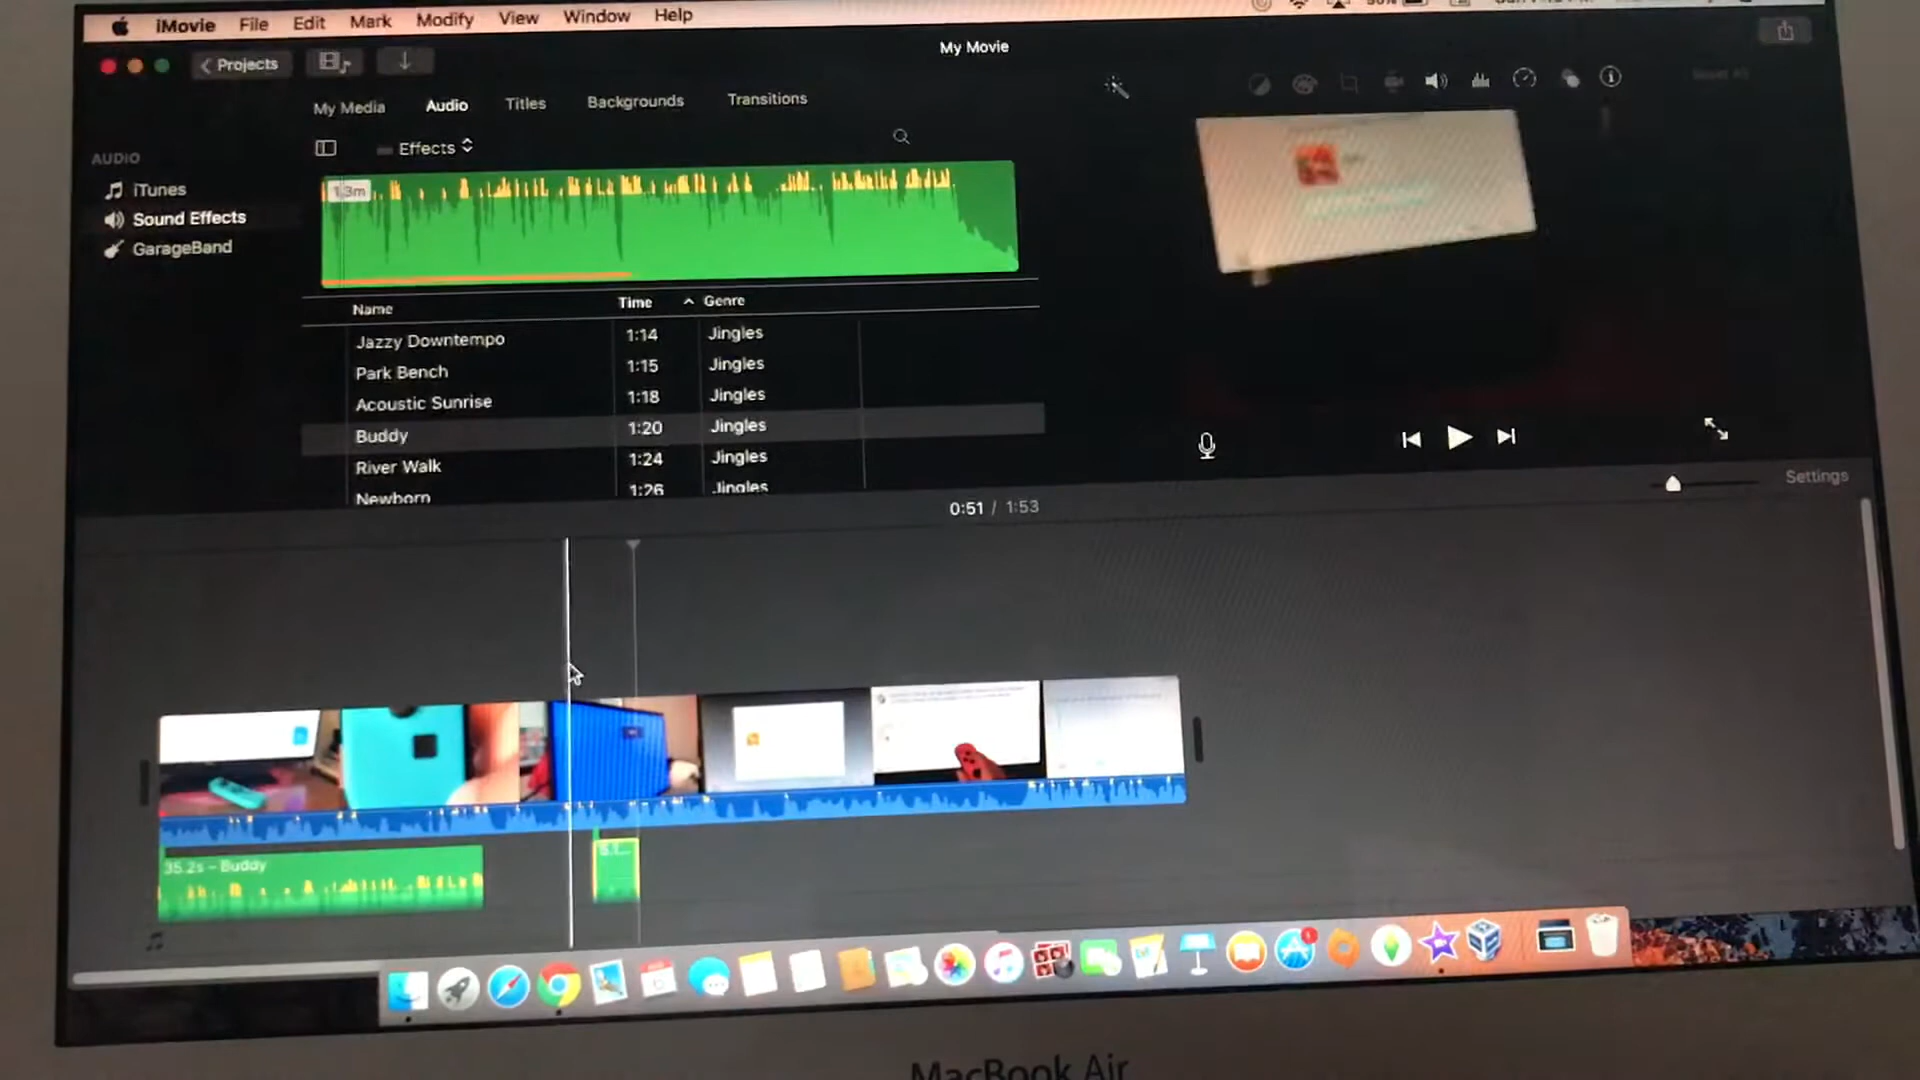 iMovie File Edit Mark Modify View Window Help
My Movie
Projects
My Media Audio Titles Backgrounds Transitions
Effects
AUDIO
iTunes
Sound Effects
GarageBand
1.3m
Name Time Genre
Jazzy Downtempo 1:14 Jingles
Park Bench 1:15 Jingles
Acoustic Sunrise 1:18 Jingles
Buddy 1:20 Jingles
River Walk 1:24 Jingles
Newborn 1:26 Jingles
Settings
0:51 / 1:53
35.2s – Buddy
MacBook Air